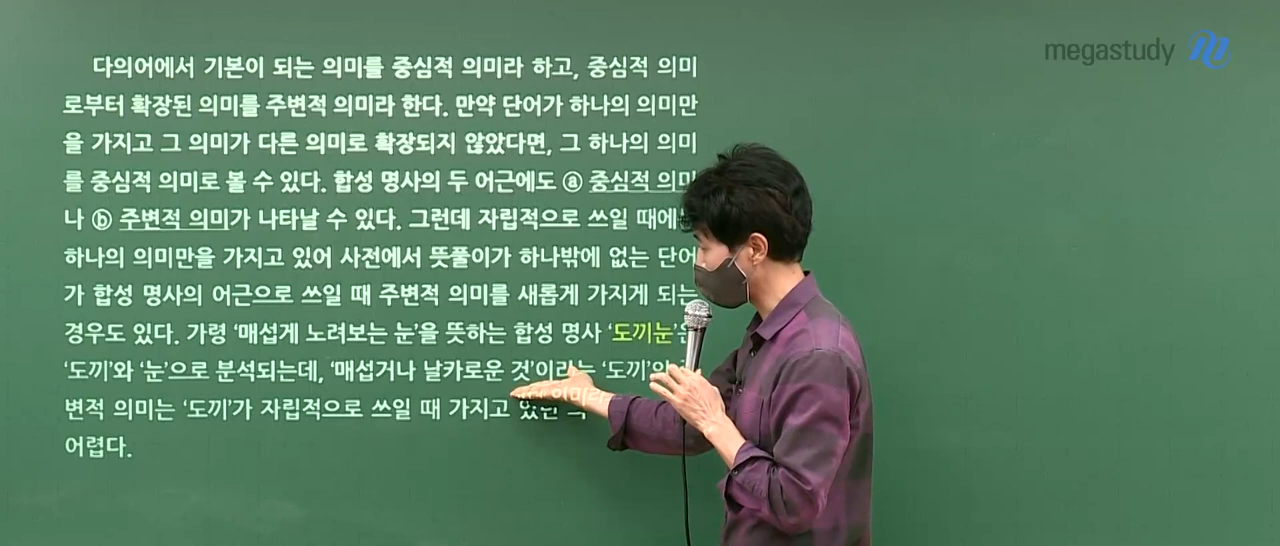 megastudy
다의어에서 기본이 되는 의미를 중심적 의미라 하고, 중심적 의미
로부터 확장된 의미를 주변적 의미라 한다. 만약 단어가 하나의 의미만
을 가지고 그 의미가 다른 의미로 확장되지 않았다면, 그 하나의 의미
를 중심적 의미로 볼 수 있다. 합성 명사의 두 어근에도 ⓐ 중심적 의미
나 ⓑ 주변적 의미가 나타날 수 있다. 그런데 자립적으로 쓰일 때에는
하나의 의미만을 가지고 있어 사전에서 뜻풀이가 하나밖에 없는 단어
가 합성 명사의 어근으로 쓰일 때 주변적 의미를 새롭게 가지게 되는
경우도 있다. 가령 ‘매섭게 노려보는 눈’을 뜻하는 합성 명사 ‘도끼눈’은
‘도끼’와 ‘눈’으로 분석되는데, ‘매섭거나 날카로운 것’이라는 ‘도끼’의
변적 의미는 ‘도끼’가 자립적으로 쓰일 때 가지고 있던 의미라
어렵다.